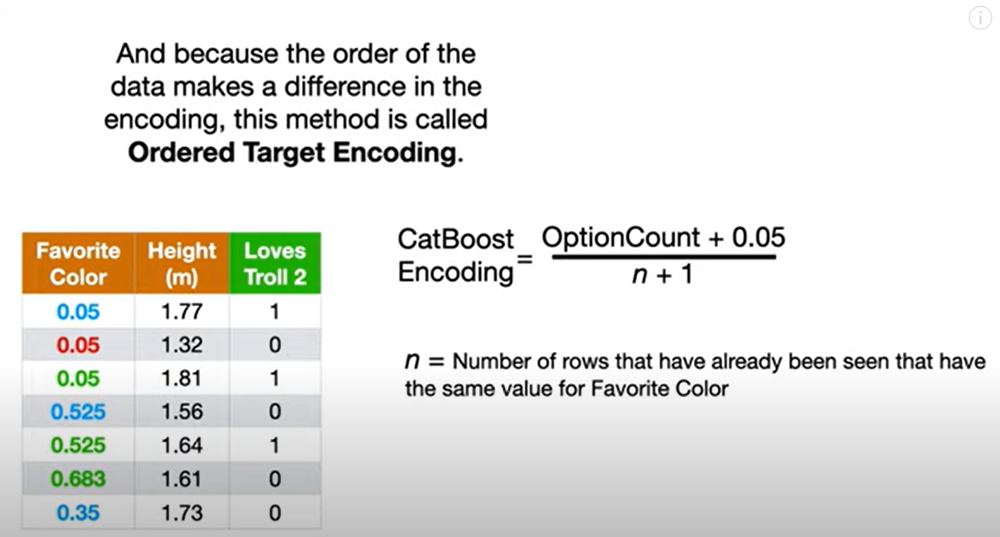 And because the order of the
data makes a difference in the
encoding, this method is called
Ordered Target Encoding.
Favorite Color Height (m) Loves Troll 2
0.05 1.77 1
0.05 1.32 0
0.05 1.81 1
0.525 1.56 0
0.525 1.64 1
0.683 1.61 0
0.35 1.73 0
CatBoost Encoding = OptionCount + 0.05
n + 1
n = Number of rows that have already been seen that have
the same value for Favorite Color